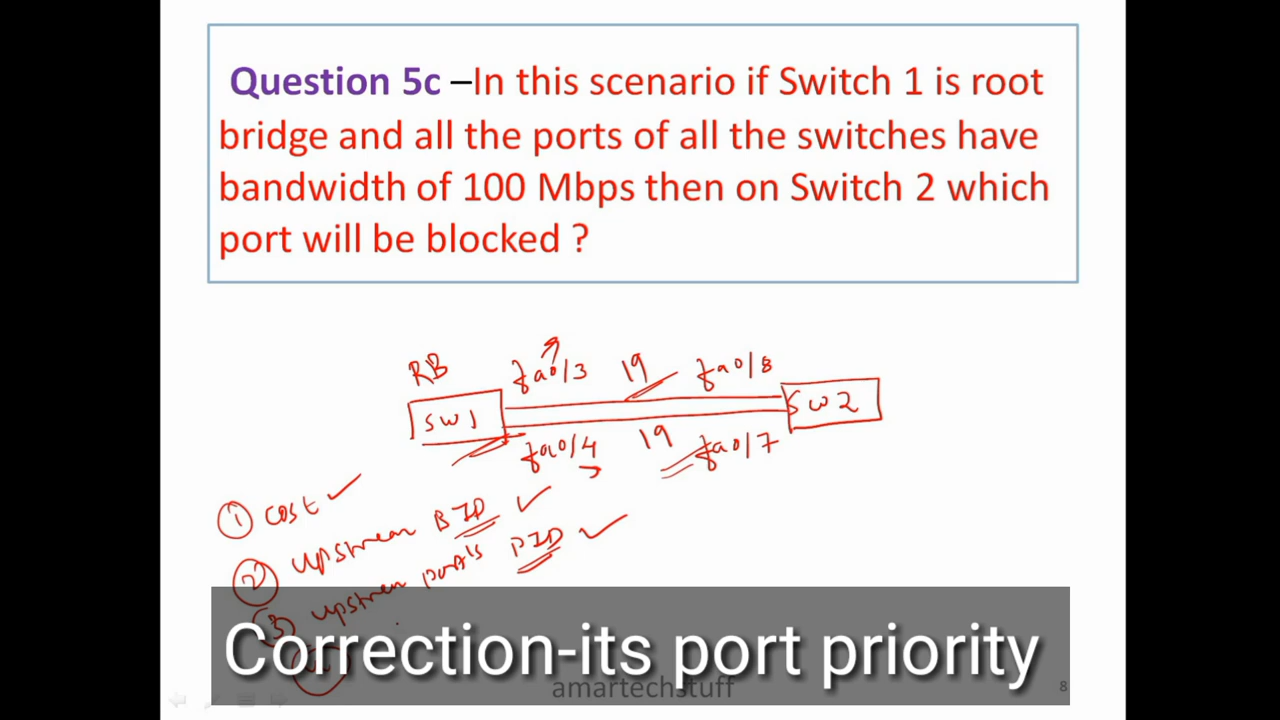 Question 5c –In this scenario if Switch 1 is root
bridge and all the ports of all the switches have
bandwidth of 100 Mbps then on Switch 2 which
port will be blocked ?
RB fa0/3 19 fa0/8
SW1 SW2
fa0/4 19 fa0/7
① cost
② upstream BID
③ upstream port's PID
Correction-its port priority
amartechstuff 8